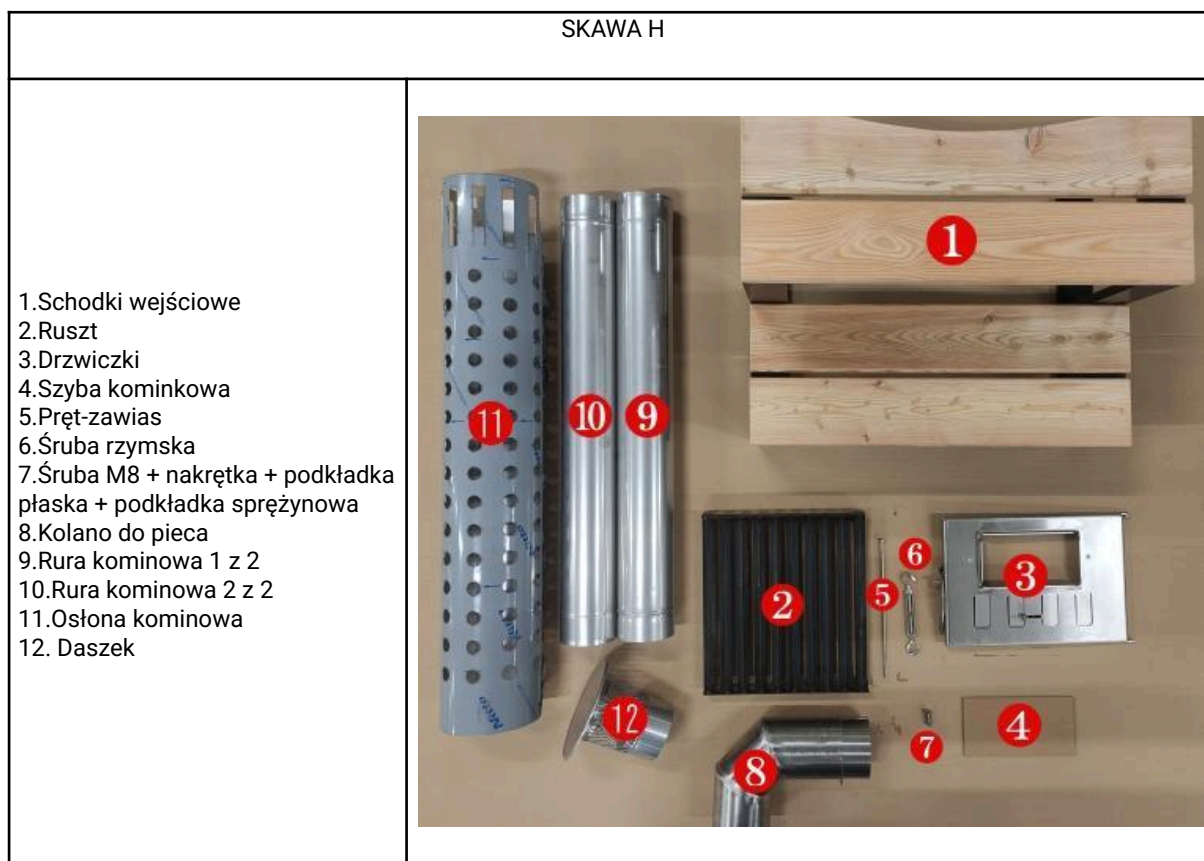 SKAWA H
1.Schodki wejściowe
2.Ruszt
3.Drzwiczki
4.Szyba kominkowa
5.Pręt-zawias
6.Śruba rzymska
7.Śruba M8 + nakrętka + podkładka
płaska + podkładka sprężynowa
8.Kolano do pieca
9.Rura kominowa 1 z 2
10.Rura kominowa 2 z 2
11.Osłona kominowa
12. Daszek
1
11
10
9
6
5
2
3
12
7
4
8